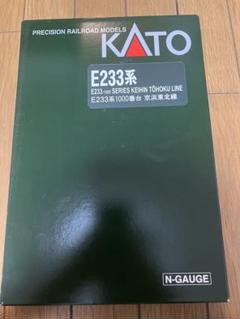 PRECISION RAILROAD MODELS
KATO
E233系
E233-1000 SERIES KEIHIN TŌHOKU LINE
E233系1000番台 京浜東北線
N-GAUGE